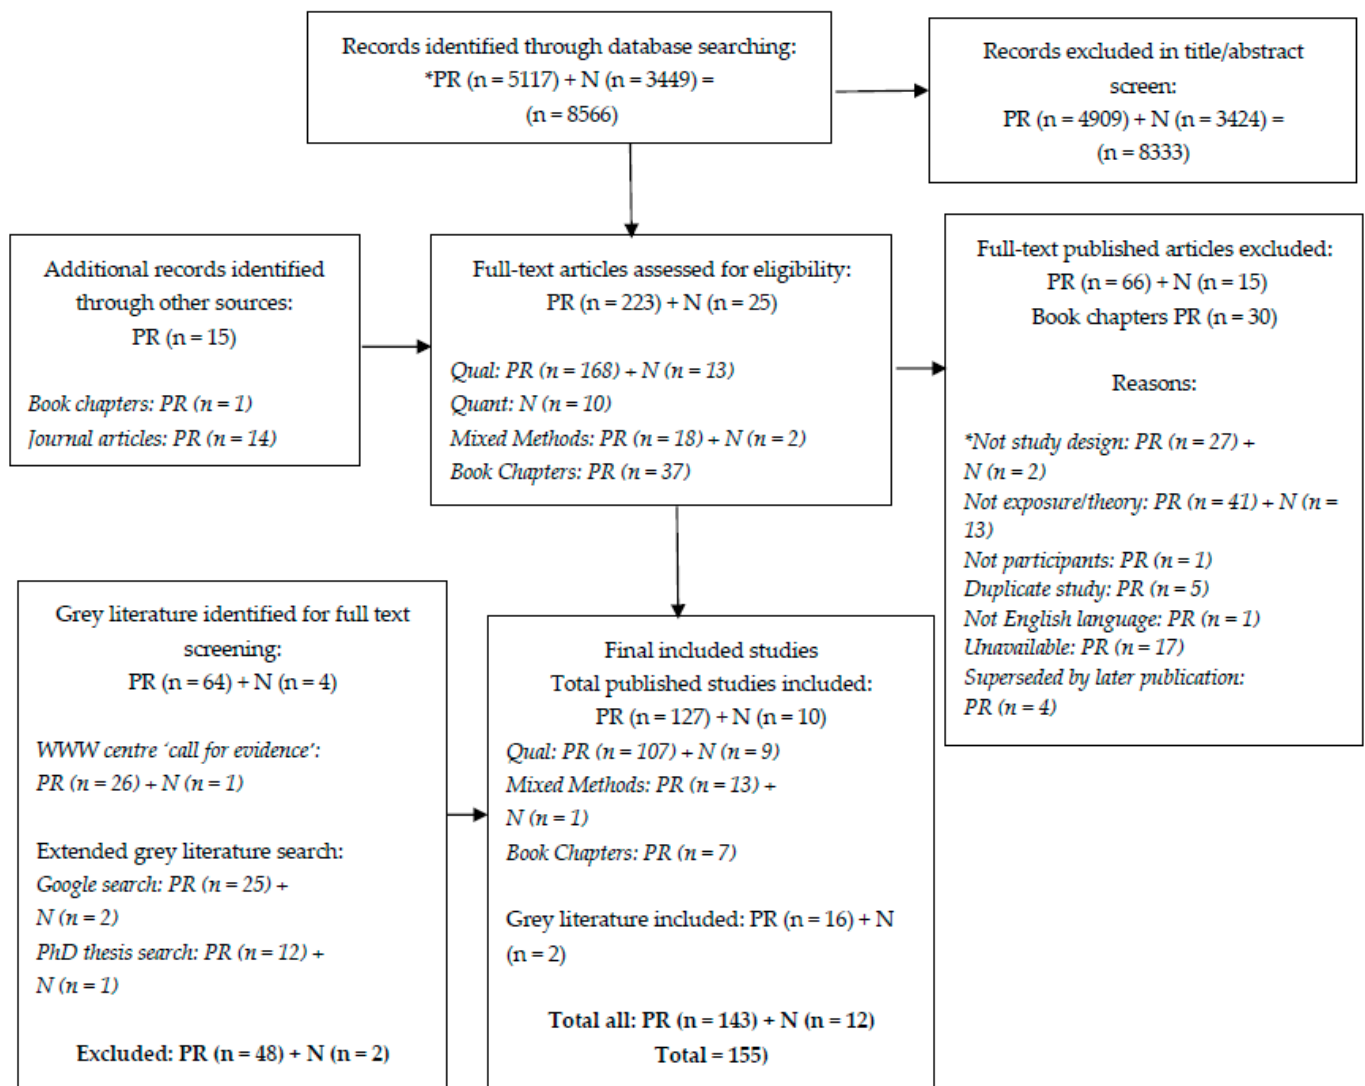 Records identified through database searching:
*PR (n = 5117) + N (n = 3449) =
(n = 8566)
Records excluded in title/abstract
screen:
PR (n = 4909) + N (n = 3424) =
(n = 8333)
Additional records identified
through other sources:
PR (n = 15)
Book chapters: PR (n = 1)
Journal articles: PR (n = 14)
Full-text articles assessed for eligibility:
PR (n = 223) + N (n = 25)
Qual: PR (n = 168) + N (n = 13)
Quant: N (n = 10)
Mixed Methods: PR (n = 18) + N (n = 2)
Book Chapters: PR (n = 37)
Full-text published articles excluded:
PR (n = 66) + N (n = 15)
Book chapters PR (n = 30)
Reasons:
*Not study design: PR (n = 27) +
N (n = 2)
Not exposure/theory: PR (n = 41) + N (n =
13)
Not participants: PR (n = 1)
Duplicate study: PR (n = 5)
Not English language: PR (n = 1)
Unavailable: PR (n = 17)
Superseded by later publication:
PR (n = 4)
Grey literature identified for full text
screening:
PR (n = 64) + N (n = 4)
WWW centre ‘call for evidence’:
PR (n = 26) + N (n = 1)
Extended grey literature search:
Google search: PR (n = 25) +
N (n = 2)
PhD thesis search: PR (n = 12) +
N (n = 1)
Excluded: PR (n = 48) + N (n = 2)
Final included studies
Total published studies included:
PR (n = 127) + N (n = 10)
Qual: PR (n = 107) + N (n = 9)
Mixed Methods: PR (n = 13) +
N (n = 1)
Book Chapters: PR (n = 7)
Grey literature included: PR (n = 16) + N
(n = 2)
Total all: PR (n = 143) + N (n = 12)
Total = 155)